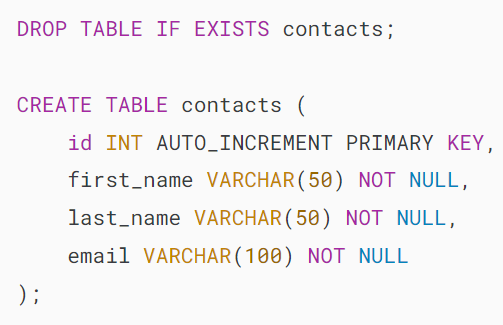 DROP TABLE IF EXISTS contacts;
CREATE TABLE contacts (
    id INT AUTO_INCREMENT PRIMARY KEY,
    first_name VARCHAR(50) NOT NULL,
    last_name VARCHAR(50) NOT NULL,
    email VARCHAR(100) NOT NULL
);